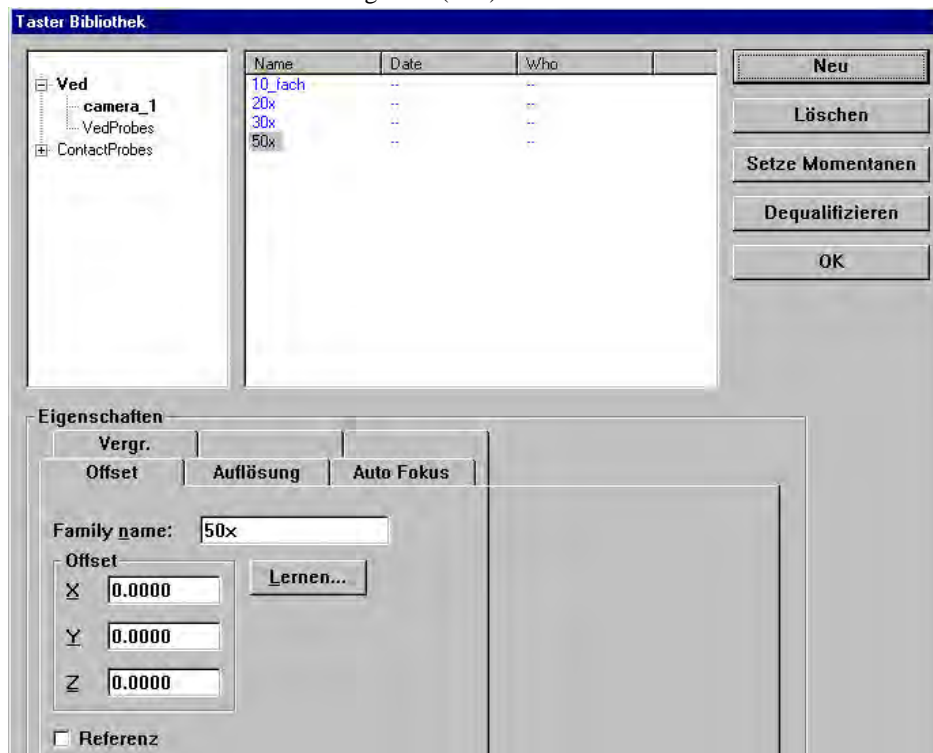 Taster Bibliothek
Ved
camera_1
VedProbes
ContactProbes
Name Date Who
10_fach -- --
20x -- --
30x -- --
50x -- --
Neu
Löschen
Setze Momentanen
Dequalifizieren
OK
Eigenschaften
Vergr.
Offset Auflösung Auto Fokus
Family name: 50x
Offset
X 0.0000
Lernen...
Y 0.0000
Z 0.0000
Referenz